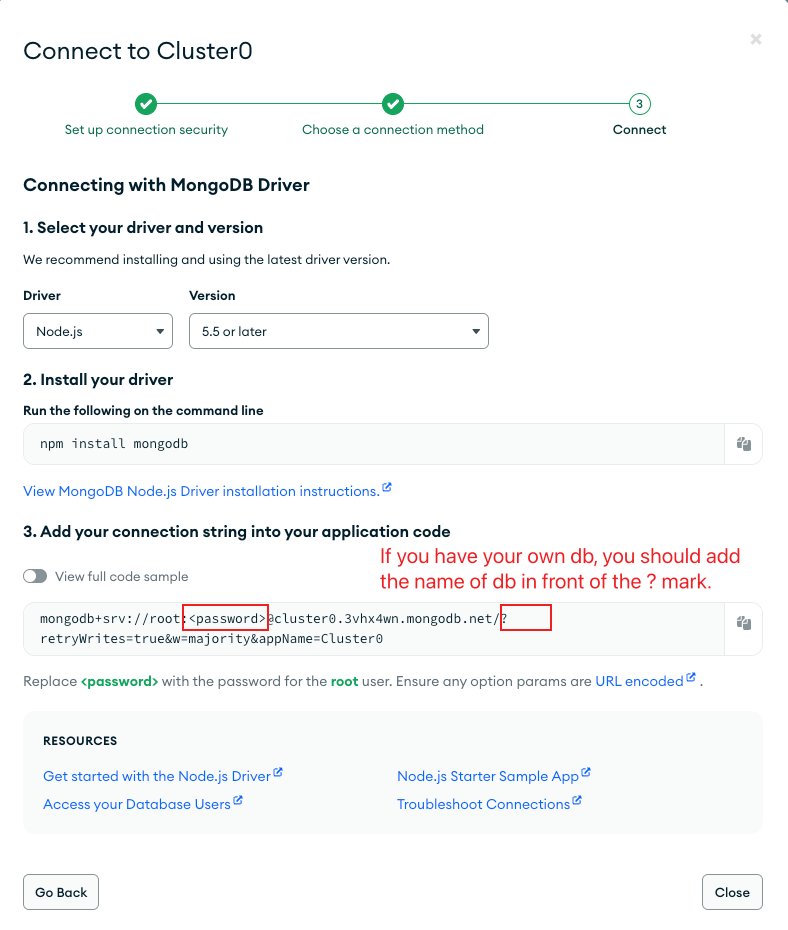 Connect to Cluster0
Set up connection security
Choose a connection method
3
Connect
Connecting with MongoDB Driver
1. Select your driver and version
We recommend installing and using the latest driver version.
Driver
Version
Node.js
5.5 or later
2. Install your driver
Run the following on the command line
npm install mongodb
View MongoDB Node.js Driver installation instructions.
3. Add your connection string into your application code
If you have your own db, you should add
the name of db in front of the ? mark.
View full code sample
mongodb+srv://root:<password>@cluster0.3vhx4wn.mongodb.net/?
retryWrites=true&w=majority&appName=Cluster0
Replace <password> with the password for the root user. Ensure any option params are URL encoded .
RESOURCES
Get started with the Node.js Driver
Node.js Starter Sample App
Access your Database Users
Troubleshoot Connections
Go Back
Close